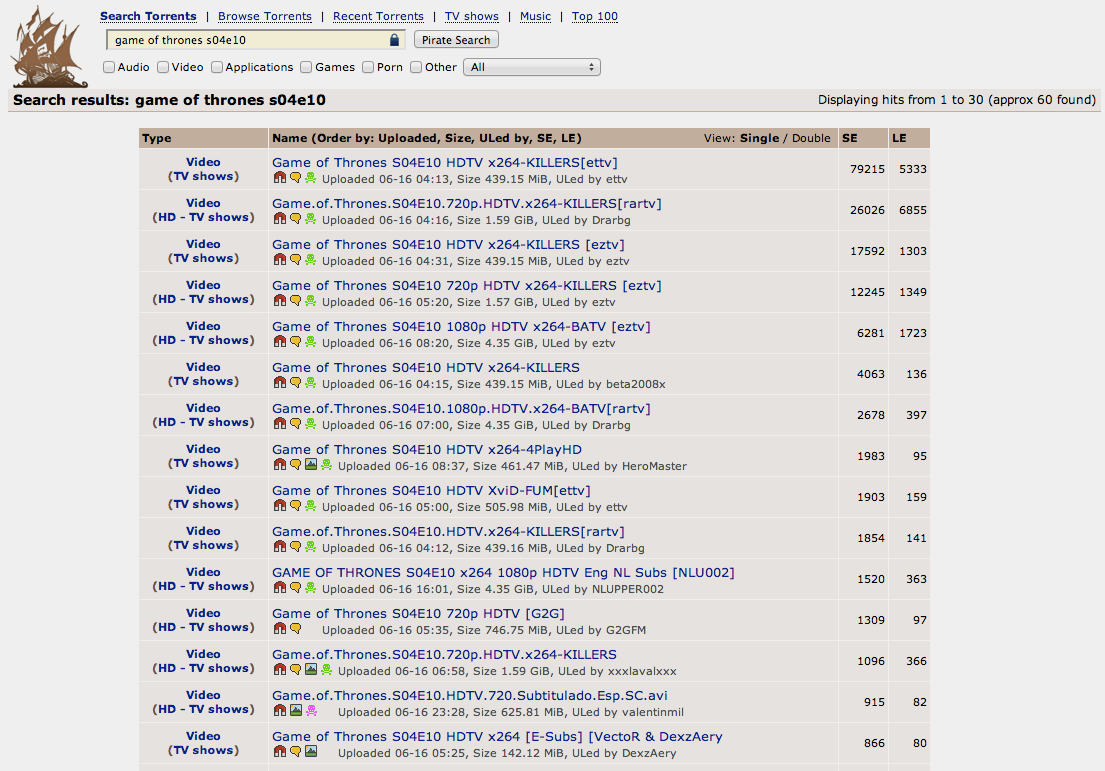 Search Torrents | Browse Torrents | Recent Torrents | TV shows | Music | Top 100
game of thrones s04e10 Pirate Search
Audio Video Applications Games Porn Other All
Search results: game of thrones s04e10 Displaying hits from 1 to 30 (approx 60 found)
Type Name (Order by: Uploaded, Size, ULed by, SE, LE) View: Single / Double SE LE
Video Game of Thrones S04E10 HDTV x264-KILLERS[ettv]
(TV shows) Uploaded 06-16 04:13, Size 439.15 MiB, ULed by ettv 79215 5333
Video Game.of.Thrones.S04E10.720p.HDTV.x264-KILLERS[rartv]
(HD - TV shows) Uploaded 06-16 04:16, Size 1.59 GiB, ULed by Drarbg 26026 6855
Video Game of Thrones S04E10 HDTV x264-KILLERS [eztv]
(TV shows) Uploaded 06-16 04:31, Size 439.15 MiB, ULed by eztv 17592 1303
Video Game of Thrones S04E10 720p HDTV x264-KILLERS [eztv]
(HD - TV shows) Uploaded 06-16 05:20, Size 1.57 GiB, ULed by eztv 12245 1349
Video Game of Thrones S04E10 1080p HDTV x264-BATV [eztv]
(HD - TV shows) Uploaded 06-16 08:20, Size 4.35 GiB, ULed by eztv 6281 1723
Video Game of Thrones S04E10 HDTV x264-KILLERS
(TV shows) Uploaded 06-16 04:15, Size 439.15 MiB, ULed by beta2008x 4063 136
Video Game.of.Thrones.S04E10.1080p.HDTV.x264-BATV[rartv]
(HD - TV shows) Uploaded 06-16 07:00, Size 4.35 GiB, ULed by Drarbg 2678 397
Video Game of Thrones S04E10 HDTV x264-4PlayHD
(TV shows) Uploaded 06-16 08:37, Size 461.47 MiB, ULed by HeroMaster 1983 95
Video Game of Thrones S04E10 HDTV XviD-FUM[ettv]
(TV shows) Uploaded 06-16 05:00, Size 505.98 MiB, ULed by ettv 1903 159
Video Game.of.Thrones.S04E10.HDTV.x264-KILLERS[rartv]
(TV shows) Uploaded 06-16 04:12, Size 439.16 MiB, ULed by Drarbg 1854 141
Video GAME OF THRONES S04E10 x264 1080p HDTV Eng NL Subs [NLU002]
(HD - TV shows) Uploaded 06-16 16:01, Size 4.35 GiB, ULed by NLUPPER002 1520 363
Video Game of Thrones S04E10 720p HDTV [G2G]
(HD - TV shows) Uploaded 06-16 05:35, Size 746.75 MiB, ULed by G2GFM 1309 97
Video Game.of.Thrones.S04E10.720p.HDTV.x264-KILLERS
(HD - TV shows) Uploaded 06-16 06:58, Size 1.59 GiB, ULed by xxxlavalxxx 1096 366
Video Game.of.Thrones.S04E10.HDTV.720.Subtitulado.Esp.SC.avi
(HD - TV shows) Uploaded 06-16 23:28, Size 625.81 MiB, ULed by valentinmil 915 82
Video Game of Thrones S04E10 HDTV x264 [E-Subs] [VectoR & DexzAery
(TV shows) Uploaded 06-16 05:25, Size 142.12 MiB, ULed by DexzAery 866 80